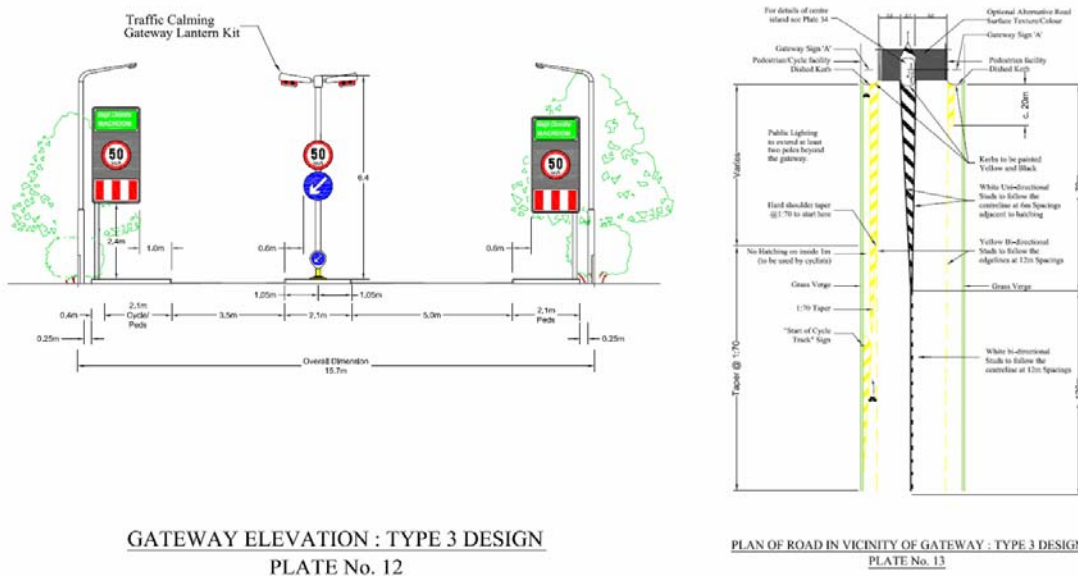 Traffic Calming
Gateway Lantern Kit
MACROOM
50
km/h
50
MACROOM
50
km/h
6.4
2,4m
1.0m
0.6m
0.6m
1,05m
1,05m
0,4m
2,1m
Cycle/
Peds
3,5m
2,1m
5,0m
2,1m
Peds
0.25m
0.25m
Overall Dimension
15.7m
GATEWAY ELEVATION : TYPE 3 DESIGN
PLATE No. 12
For details of centre
island see Plate 34
Optional Alternative Road
Surface Texture/Colour
Gateway Sign 'A'
Gateway Sign 'A'
Pedestrian/Cycle facility
Dished Kerb
Pedestrian facility
Dished Kerb
c. 20m
Public Lighting
to extend at least
two poles beyond
the gateway.
Kerbs to be painted
Yellow and Black
Varies
White Uni-directional
Studs to follow the
centreline at 6m Spacings
adjacent to hatching
Hard shoulder taper
@1:70 to start here
No Hatching on inside 1m
(to be used by cyclists)
Yellow Bi-directional
Studs to follow the
edgelines at 12m Spacings
Grass Verge
Grass Verge
1:70 Taper
"Start of Cycle
Track" Sign
Taper @ 1:70
White bi-directional
Studs to follow the
centreline at 12m Spacings
PLAN OF ROAD IN VICINITY OF GATEWAY : TYPE 3 DESIGN
PLATE No. 13